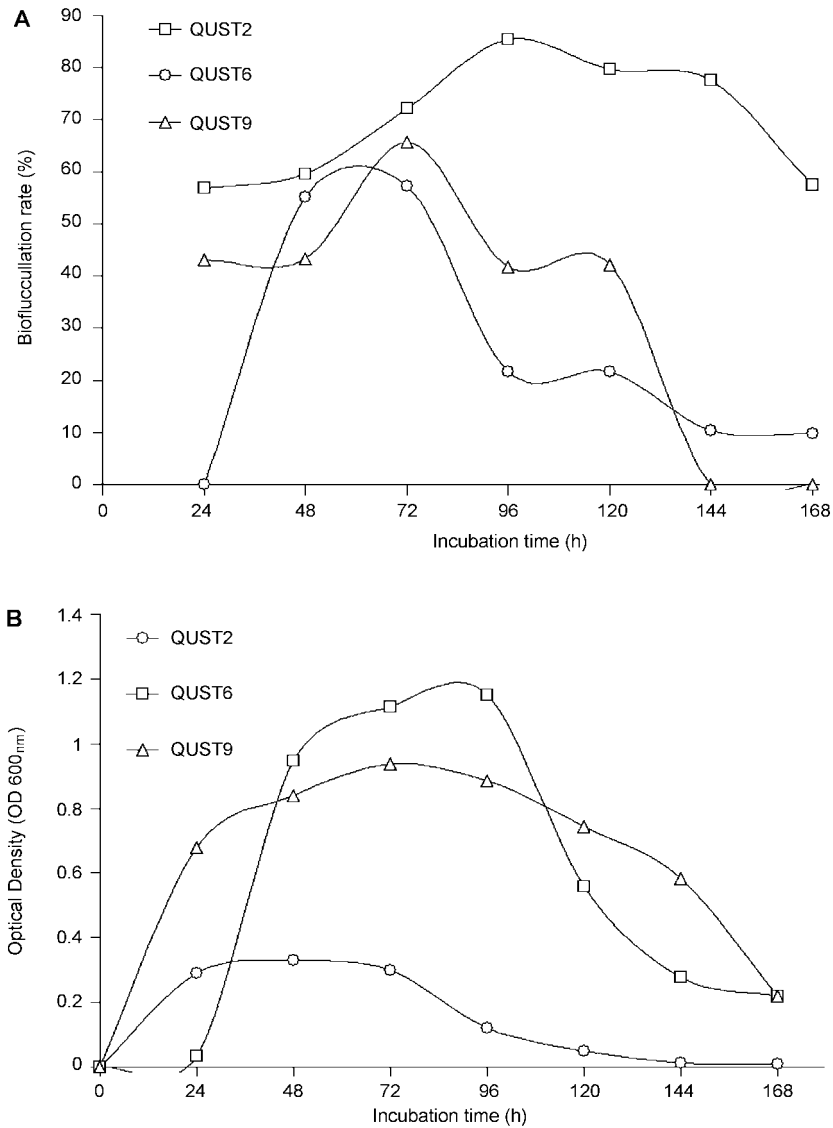 A
90
80
70
60
50
40
30
20
10
0
Biofluccullation rate (%)
QUST2
QUST6
QUST9
0 24 48 72 96 120 144 168
Incubation time (h)
B
1.4
1.2
1
0.8
0.6
0.4
0.2
0
Optical Density (OD 600nm)
QUST2
QUST6
QUST9
0 24 48 72 96 120 144 168
Incubation time (h)